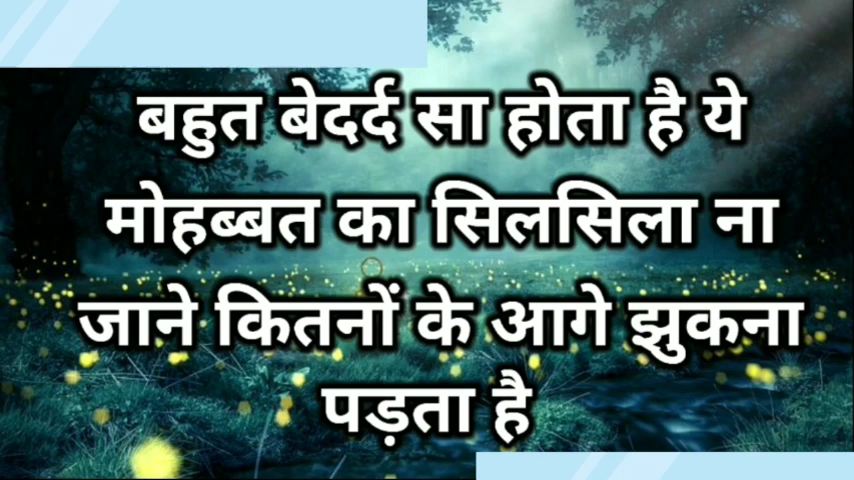 बहुत बेदर्द सा होता है ये
मोहब्बत का सिलसिला ना
जाने कितनों के आगे झुकना
पड़ता है